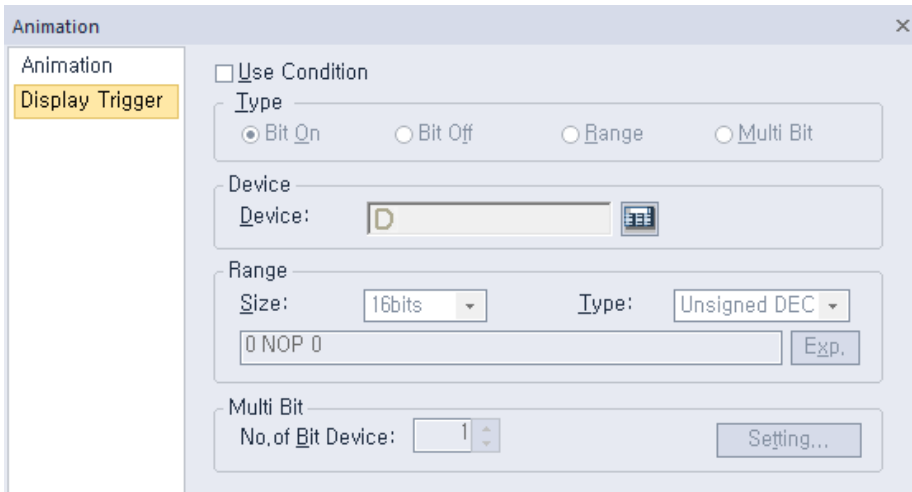 Animation
Animation
Display Trigger
Use Condition
Type
Bit On Bit Off Range Multi Bit
Device
Device: D
Range
Size: 16bits Type: Unsigned DEC
0 NOP 0 Exp.
Multi Bit
No.of Bit Device: 1 Setting...